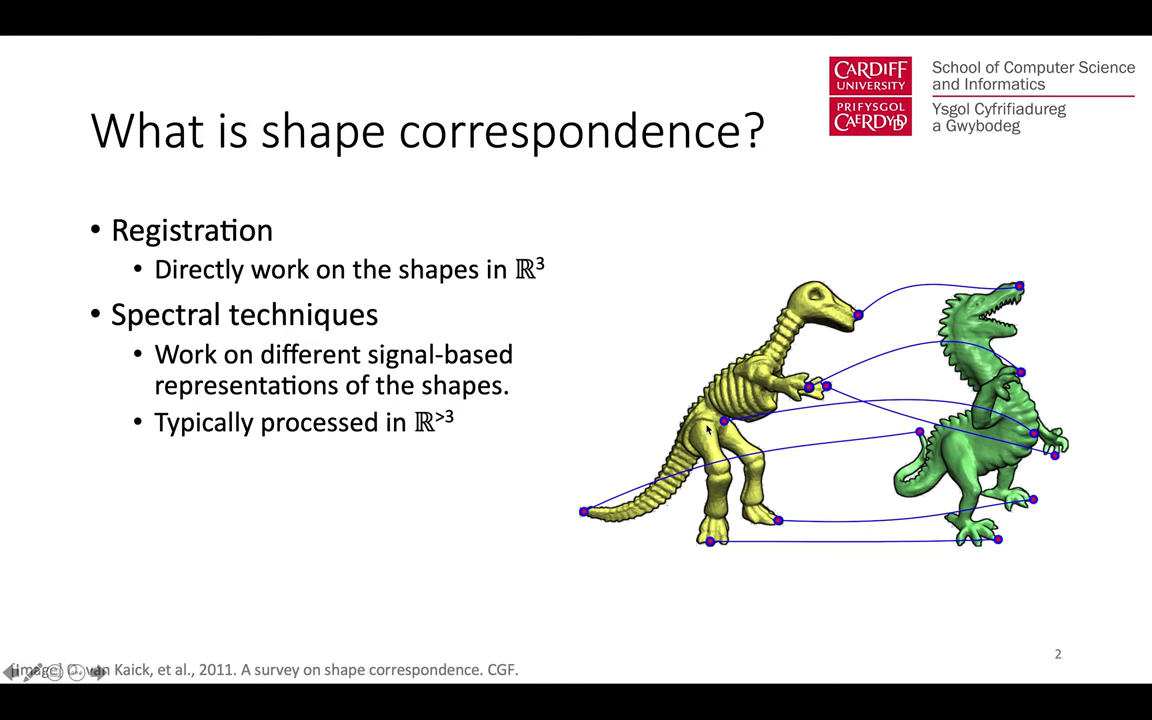 CARDIFF
UNIVERSITY
PRIFYSGOL
CAERDYDD
School of Computer Science
and Informatics
Ysgol Cyfrifiadureg
a Gwybodeg
What is shape correspondence?
• Registration
• Directly work on the shapes in ℝ³
• Spectral techniques
• Work on different signal-based
representations of the shapes.
• Typically processed in ℝ^>3
[Image] O. van Kaick, et al., 2011. A survey on shape correspondence. CGF.
2